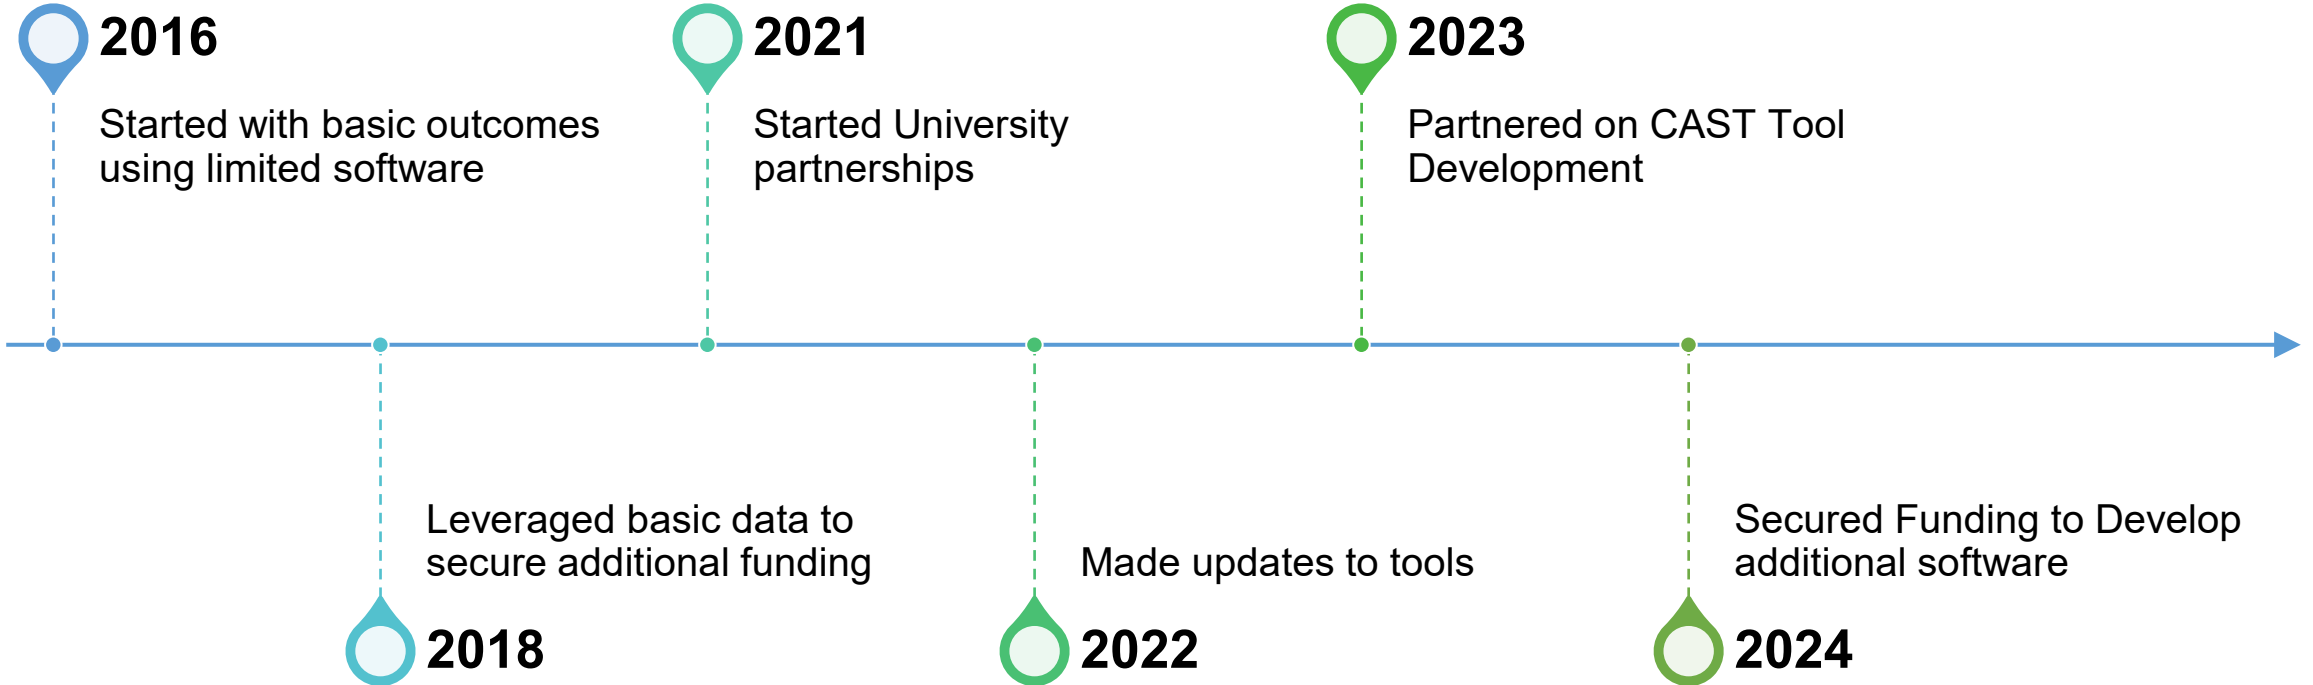 2016
Started with basic outcomes
using limited software
2018
Leveraged basic data to
secure additional funding
2021
Started University
partnerships
2022
Made updates to tools
2023
Partnered on CAST Tool
Development
2024
Secured Funding to Develop
additional software